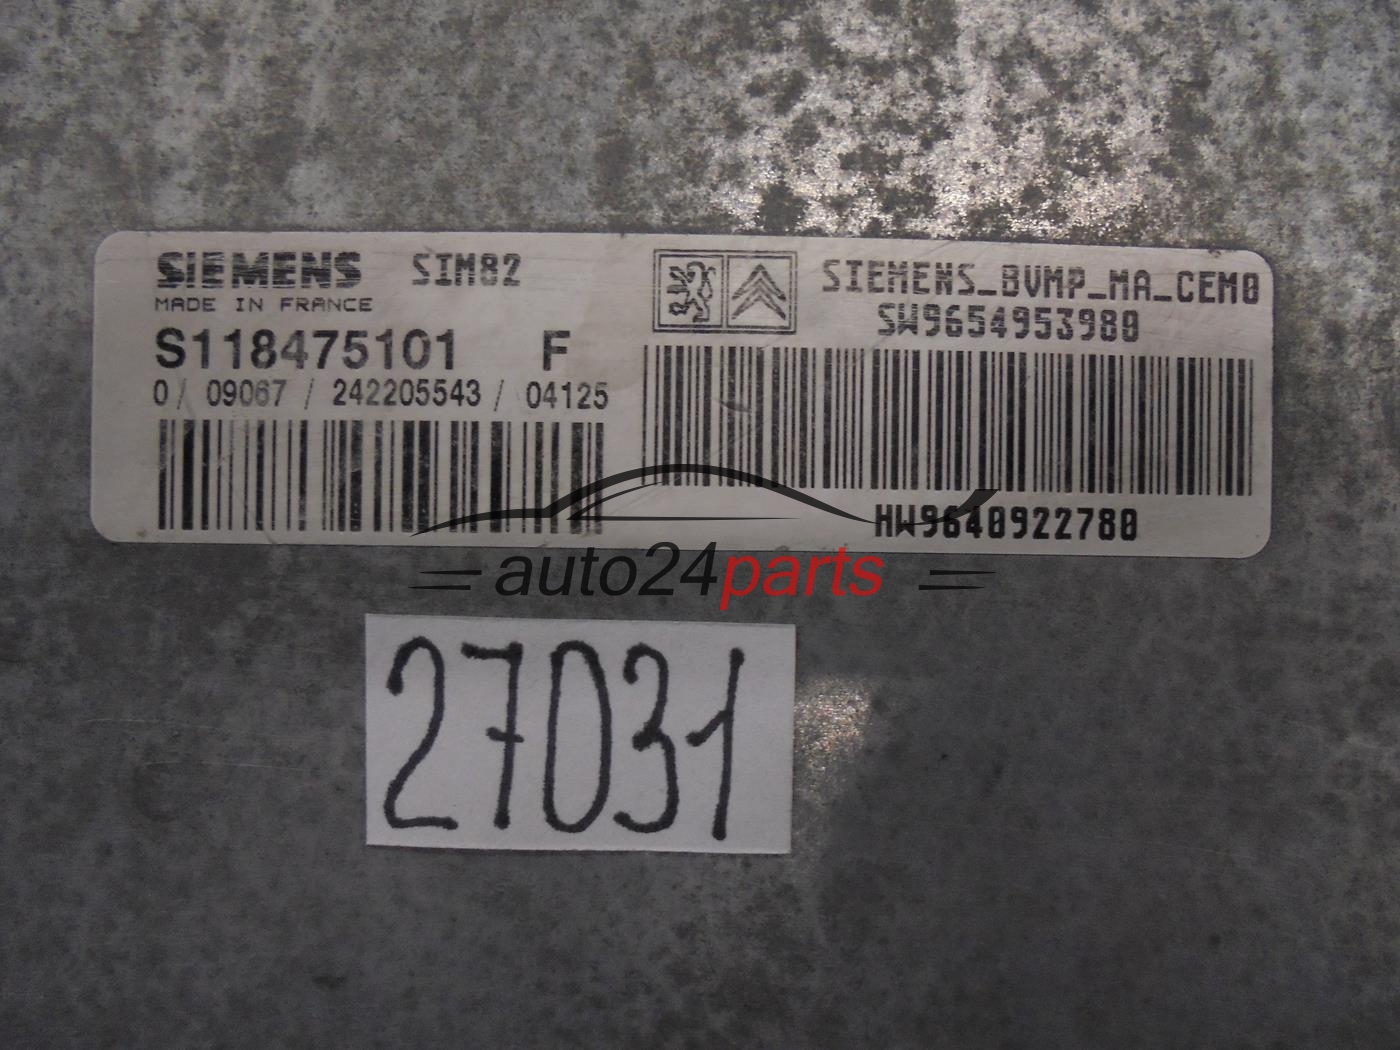 SIEMENS SIM82
MADE IN FRANCE
S118475101 F
0 / 09067 / 242205543 / 04125
SIEMENS_BVMP_MA_CEM0
SW9654953980
HW9640922780
auto24parts
27031